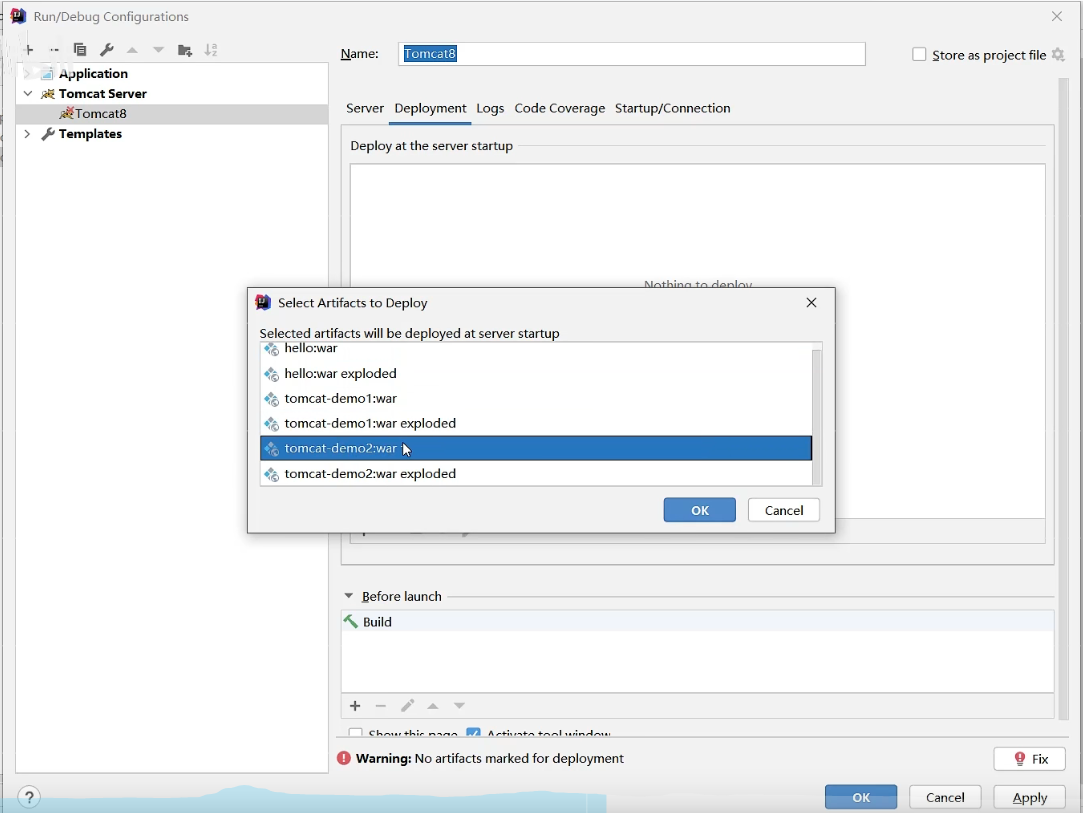 Run/Debug Configurations
Application
Tomcat Server
Tomcat8
Templates
Name: Tomcat8 Store as project file
Server Deployment Logs Code Coverage Startup/Connection
Deploy at the server startup
Nothing to deploy
Select Artifacts to Deploy
Selected artifacts will be deployed at server startup
hello:war
hello:war exploded
tomcat-demo1:war
tomcat-demo1:war exploded
tomcat-demo2:war
tomcat-demo2:war exploded
OK Cancel
Before launch
Build
Show this page Activate tool window
Warning: No artifacts marked for deployment Fix
? OK Cancel Apply